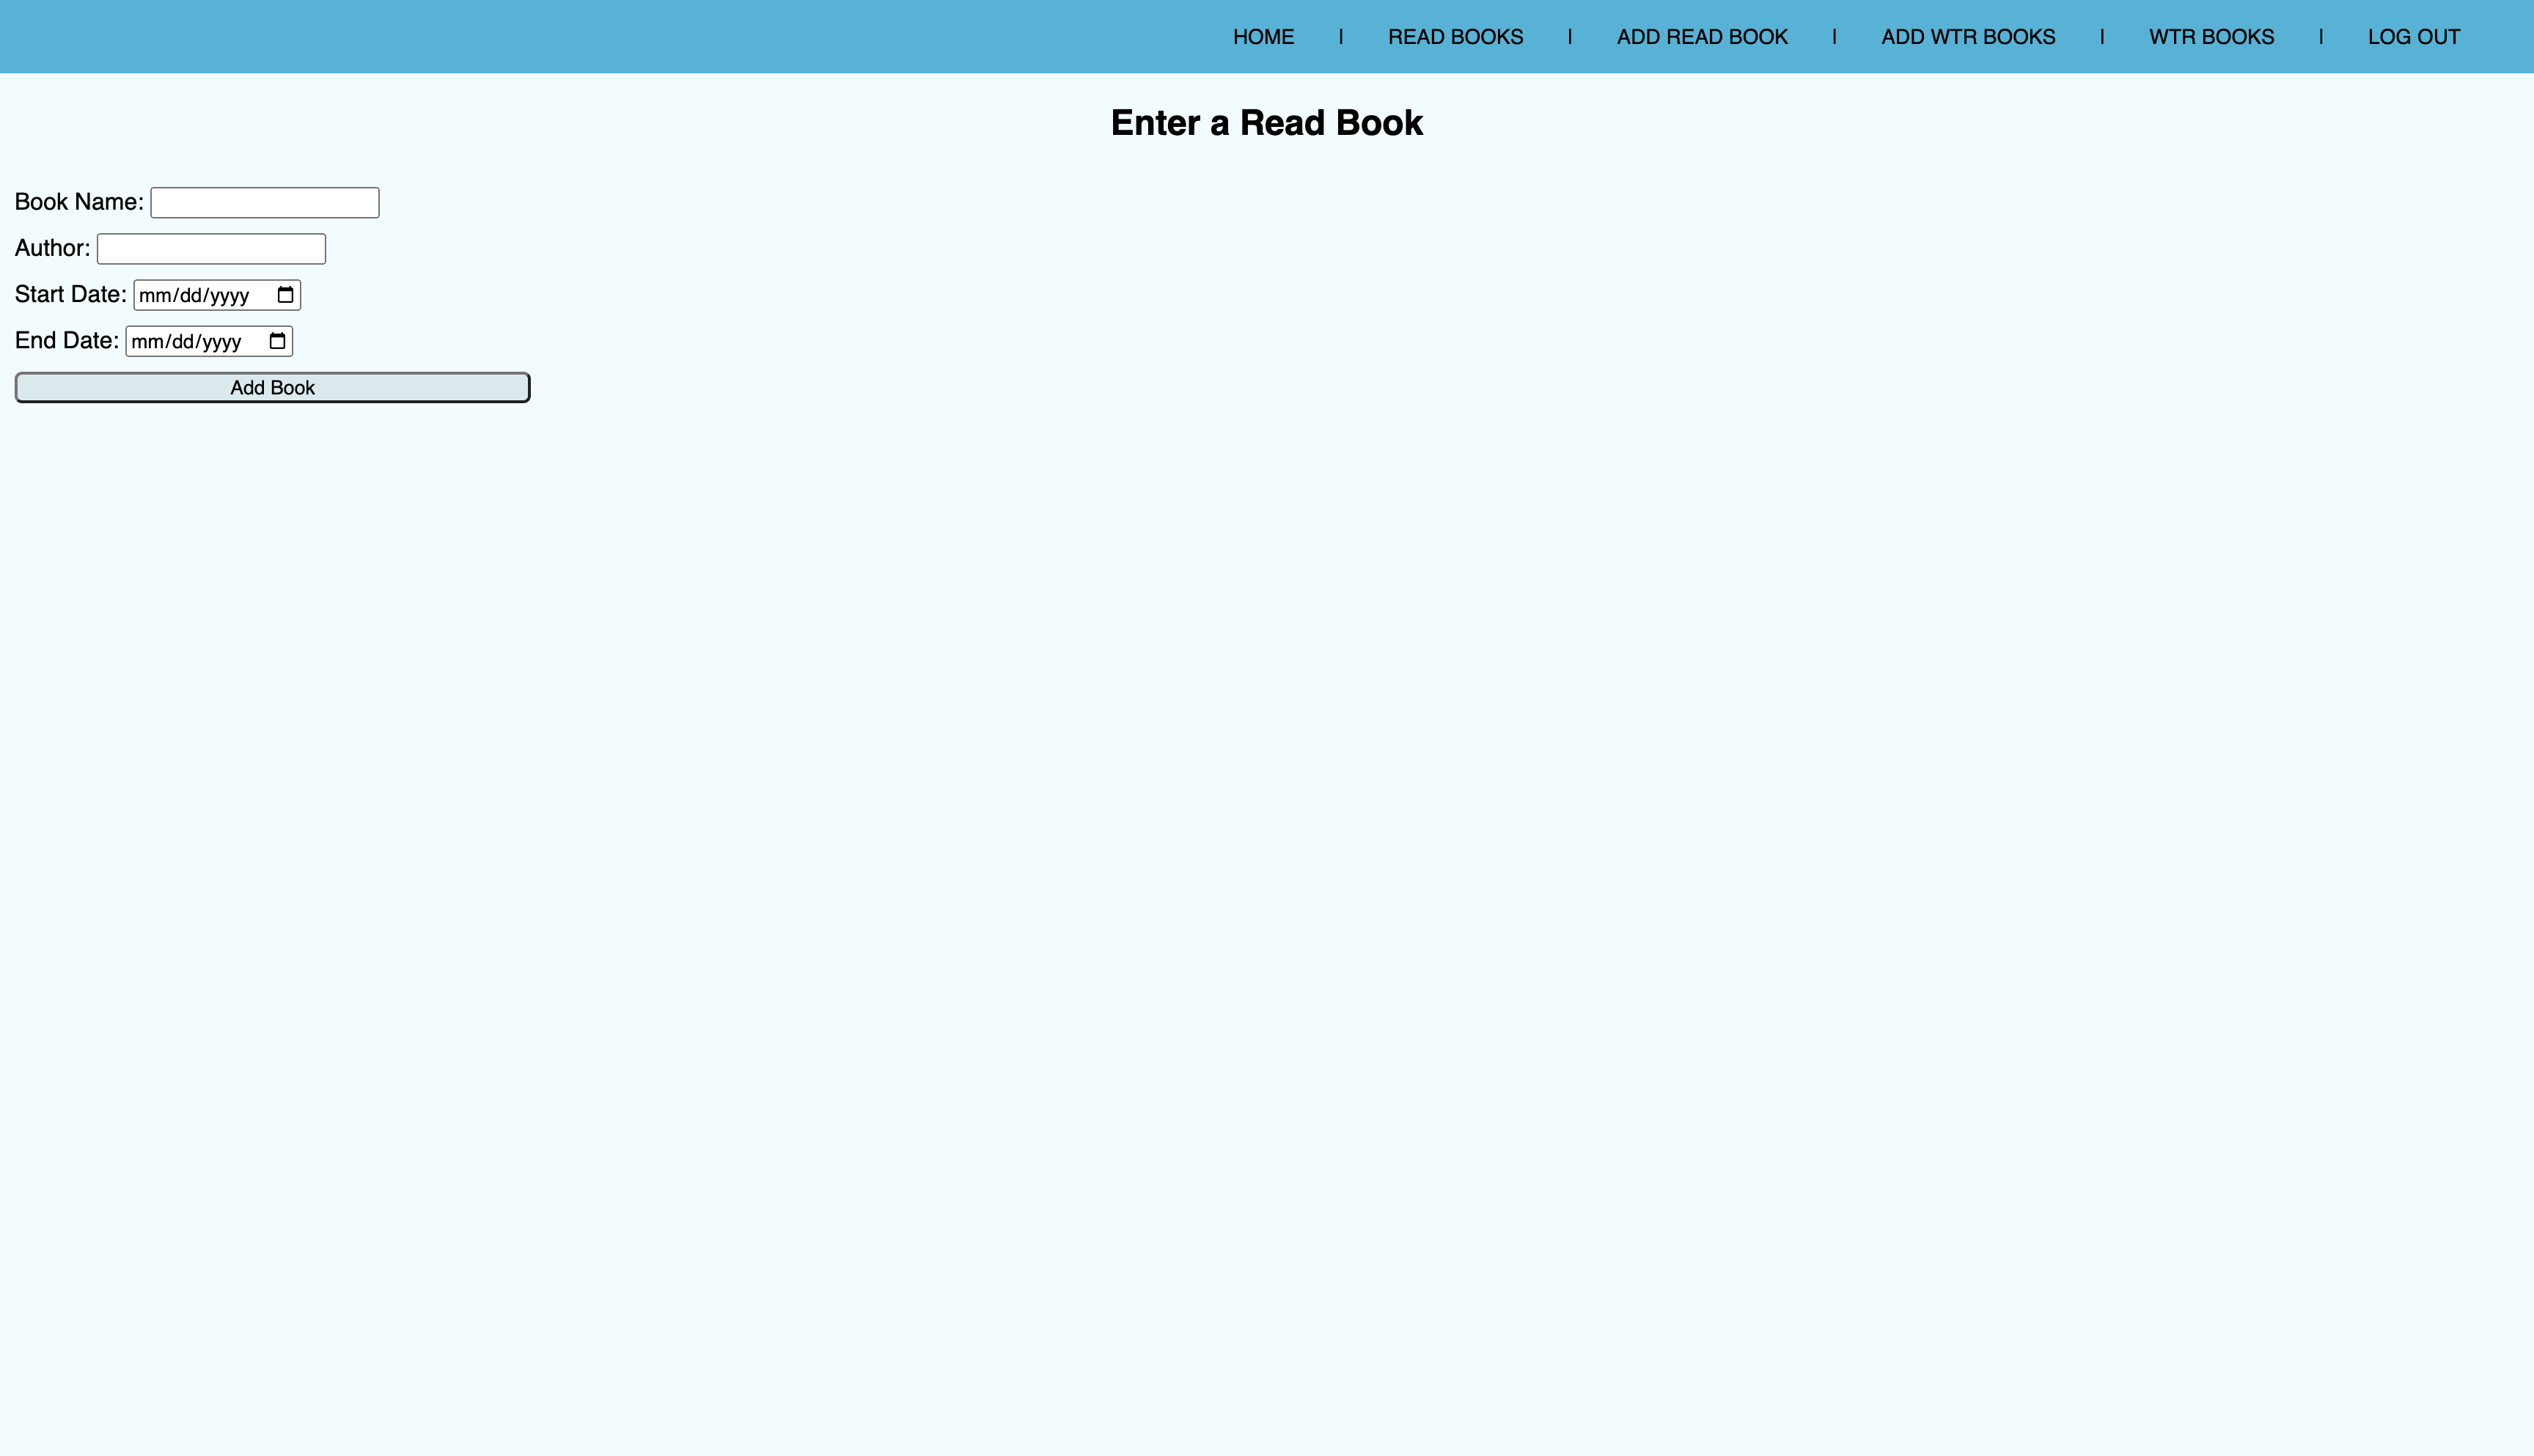 HOME | READ BOOKS | ADD READ BOOK | ADD WTR BOOKS | WTR BOOKS | LOG OUT
Enter a Read Book
Book Name:
Author:
Start Date: mm/dd/yyyy
End Date: mm/dd/yyyy
Add Book